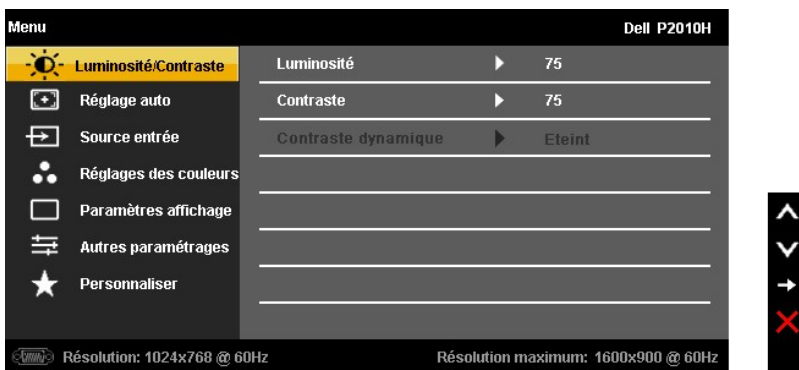 Menu Dell P2010H
Luminosité/Contraste Luminosité 75
Réglage auto Contraste 75
Source entrée Contraste dynamique Eteint
Réglages des couleurs
Paramètres affichage
Autres paramétrages
Personnaliser
Résolution: 1024x768 @ 60Hz Résolution maximum: 1600x900 @ 60Hz